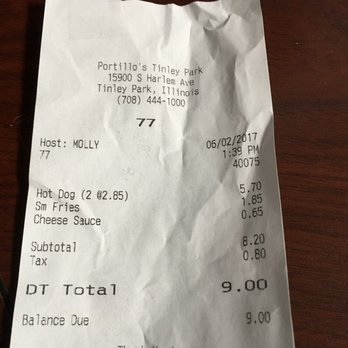 Portillo's Tinley Park
15900 S Harlem Ave
Tinley Park, Illinois
(708) 444-1000
77
Host: MOLLY 06/02/2017
77 1:39 PM
40075
Hot Dog (2 @2.85) 5.70
Sm Fries 1.85
Cheese Sauce 0.65
Subtotal 8.20
Tax 0.80
DT Total 9.00
Balance Due 9.00